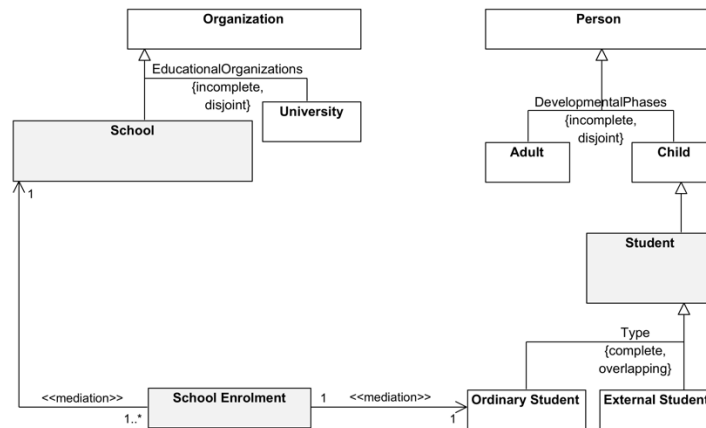 Organization
Person
EducationalOrganizations
{incomplete,
disjoint}
University
School
DevelopmentalPhases
{incomplete,
disjoint}
Adult
Child
1
Student
Type
{complete,
overlapping}
<<mediation>>
School Enrolment
1
<<mediation>>
Ordinary Student
External Student
1..*
1